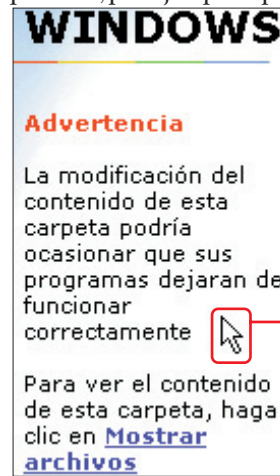 WINDOWS
Advertencia
La modificación del
contenido de esta
carpeta podría
ocasionar que sus
programas dejaran de
funcionar
correctamente
Para ver el contenido
de esta carpeta, haga
clic en Mostrar
archivos